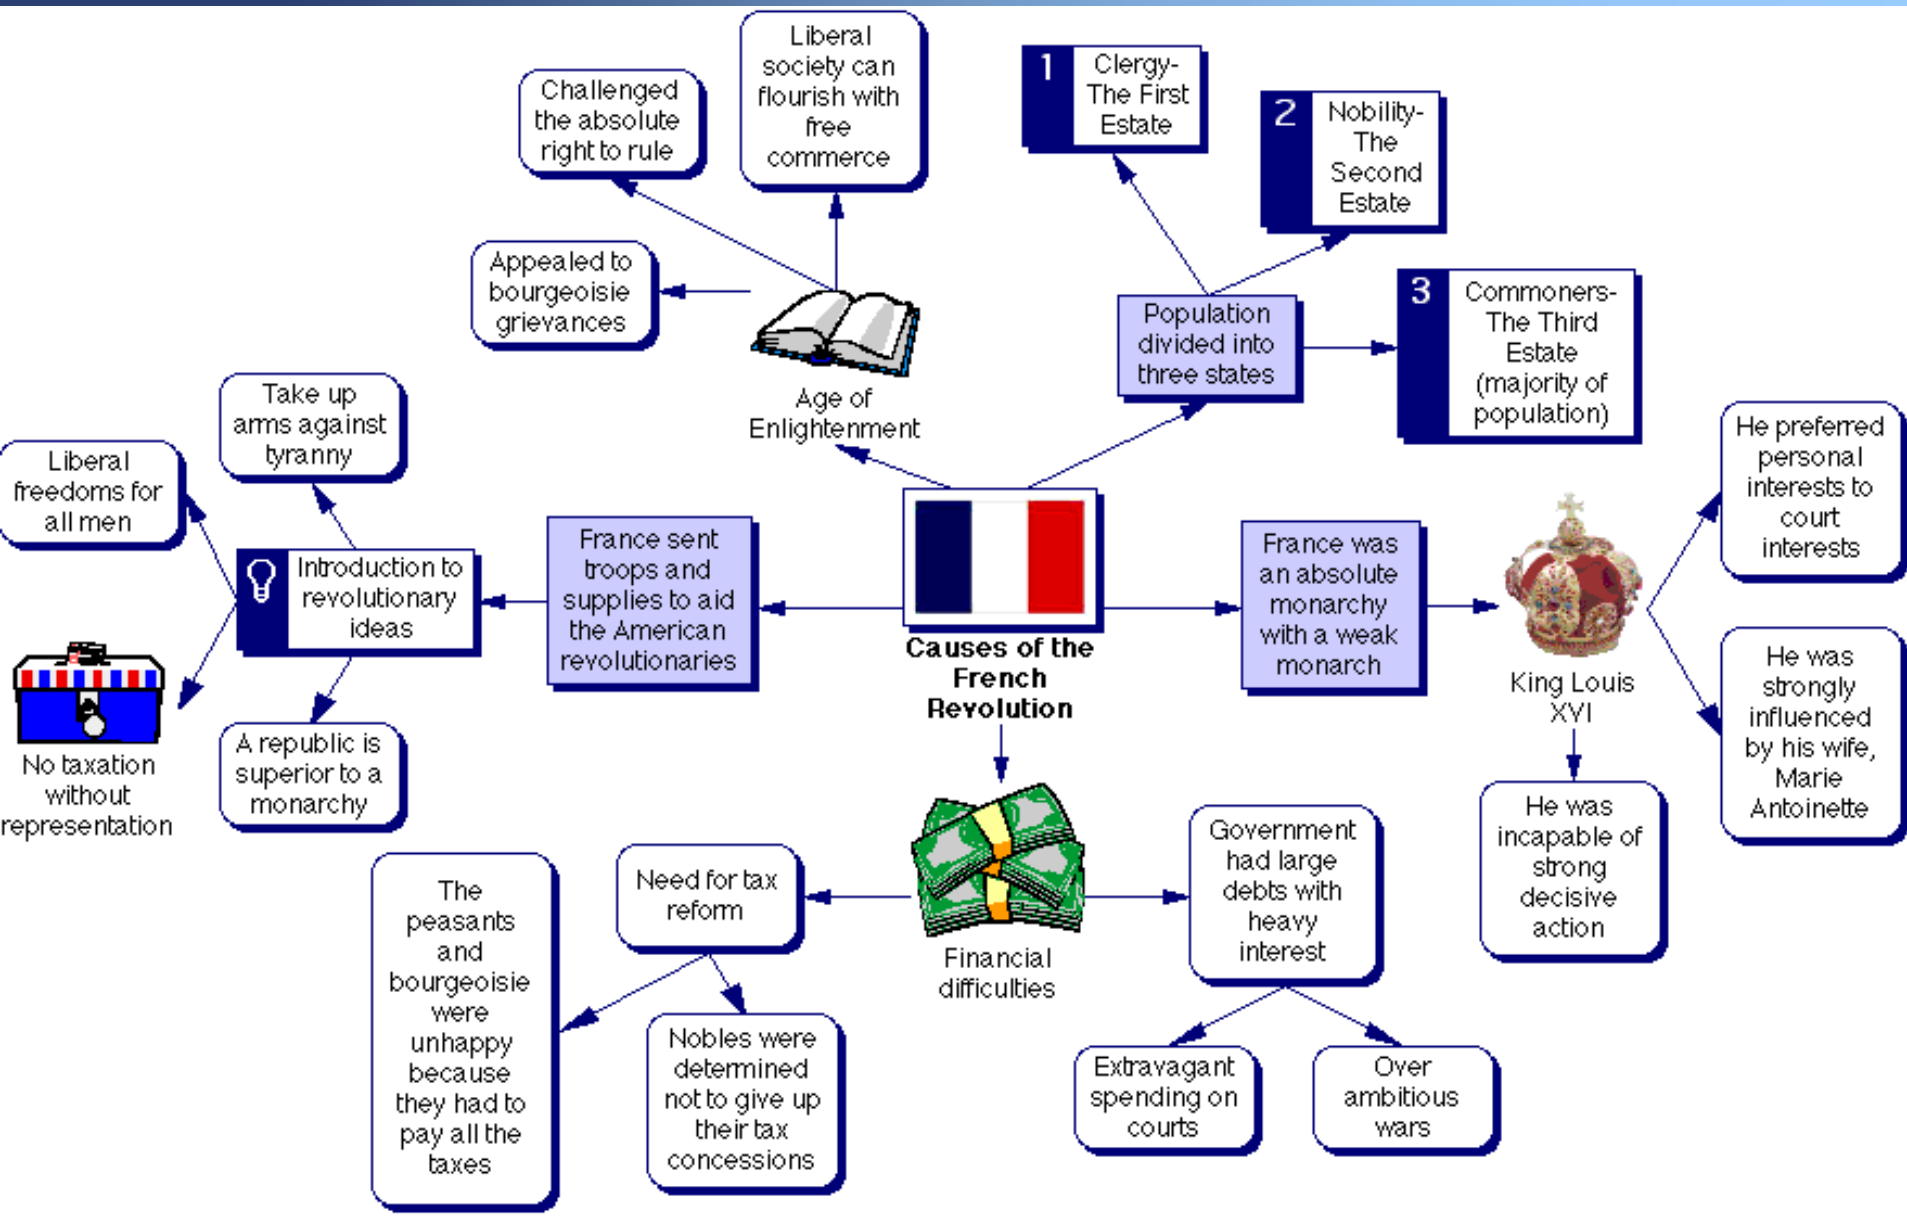 Liberal
society can
flourish with
free
commerce
Challenged
the absolute
right to rule
Appealed to
bourgeoisie
grievances
Age of
Enlightenment
1
Clergy-
The First
Estate
2
Nobility-
The
Second
Estate
3
Commoners-
The Third
Estate
(majority of
population)
Population
divided into
three states
Take up
arms against
tyranny
Liberal
freedoms for
all men
Introduction to
revolutionary
ideas
France sent
troops and
supplies to aid
the American
revolutionaries
No taxation
without
representation
A republic is
superior to a
monarchy
Causes of the
French
Revolution
France was
an absolute
monarchy
with a weak
monarch
King Louis
XVI
He preferred
personal
interests to
court
interests
He was
strongly
influenced
by his wife,
Marie
Antoinette
He was
incapable of
strong
decisive
action
Financial
difficulties
Need for tax
reform
The
peasants
and
bourgeoisie
were
unhappy
because
they had to
pay all the
taxes
Nobles were
determined
not to give up
their tax
concessions
Government
had large
debts with
heavy
interest
Extravagant
spending on
courts
Over
ambitious
wars